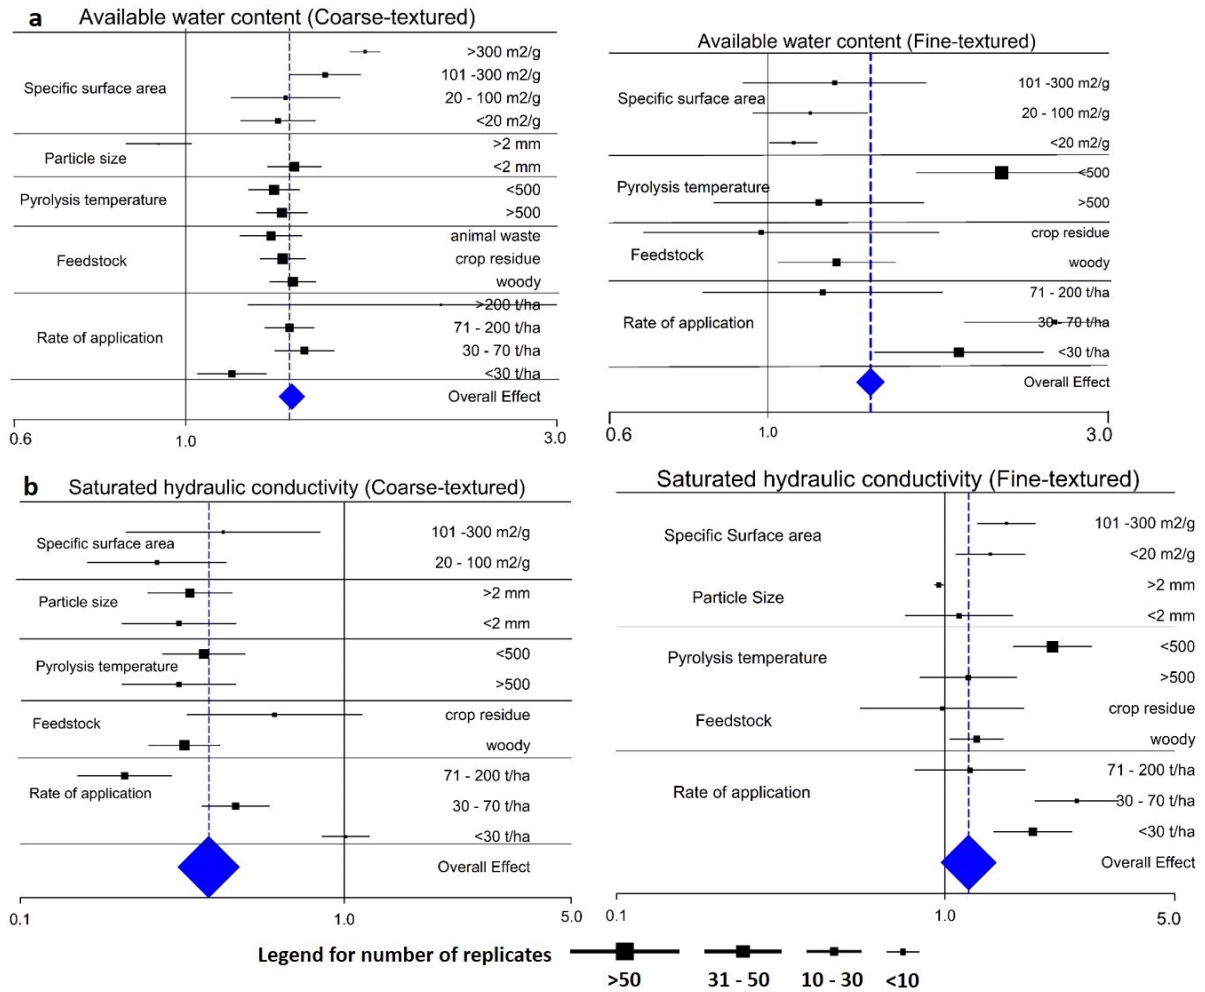 a
Available water content (Coarse-textured)
Specific surface area
>300 m2/g
101 -300 m2/g
20 - 100 m2/g
<20 m2/g
Particle size
>2 mm
<2 mm
Pyrolysis temperature
<500
>500
Feedstock
animal waste
crop residue
woody
Rate of application
>200 t/ha
71 - 200 t/ha
30 - 70 t/ha
<30 t/ha
Overall Effect
0.6
1.0
3.0
Available water content (Fine-textured)
Specific surface area
101 -300 m2/g
20 - 100 m2/g
<20 m2/g
Pyrolysis temperature
<500
>500
Feedstock
crop residue
woody
Rate of application
71 - 200 t/ha
30 - 70 t/ha
<30 t/ha
Overall Effect
0.6
1.0
3.0
b
Saturated hydraulic conductivity (Coarse-textured)
Specific surface area
101 -300 m2/g
20 - 100 m2/g
Particle size
>2 mm
<2 mm
Pyrolysis temperature
<500
>500
Feedstock
crop residue
woody
Rate of application
71 - 200 t/ha
30 - 70 t/ha
<30 t/ha
Overall Effect
0.1
1.0
5.0
Saturated hydraulic conductivity (Fine-textured)
Specific Surface area
101 -300 m2/g
<20 m2/g
Particle Size
>2 mm
<2 mm
Pyrolysis temperature
<500
>500
Feedstock
crop residue
woody
Rate of application
71 - 200 t/ha
30 - 70 t/ha
<30 t/ha
Overall Effect
0.1
1.0
5.0
Legend for number of replicates
>50
31 - 50
10 - 30
<10